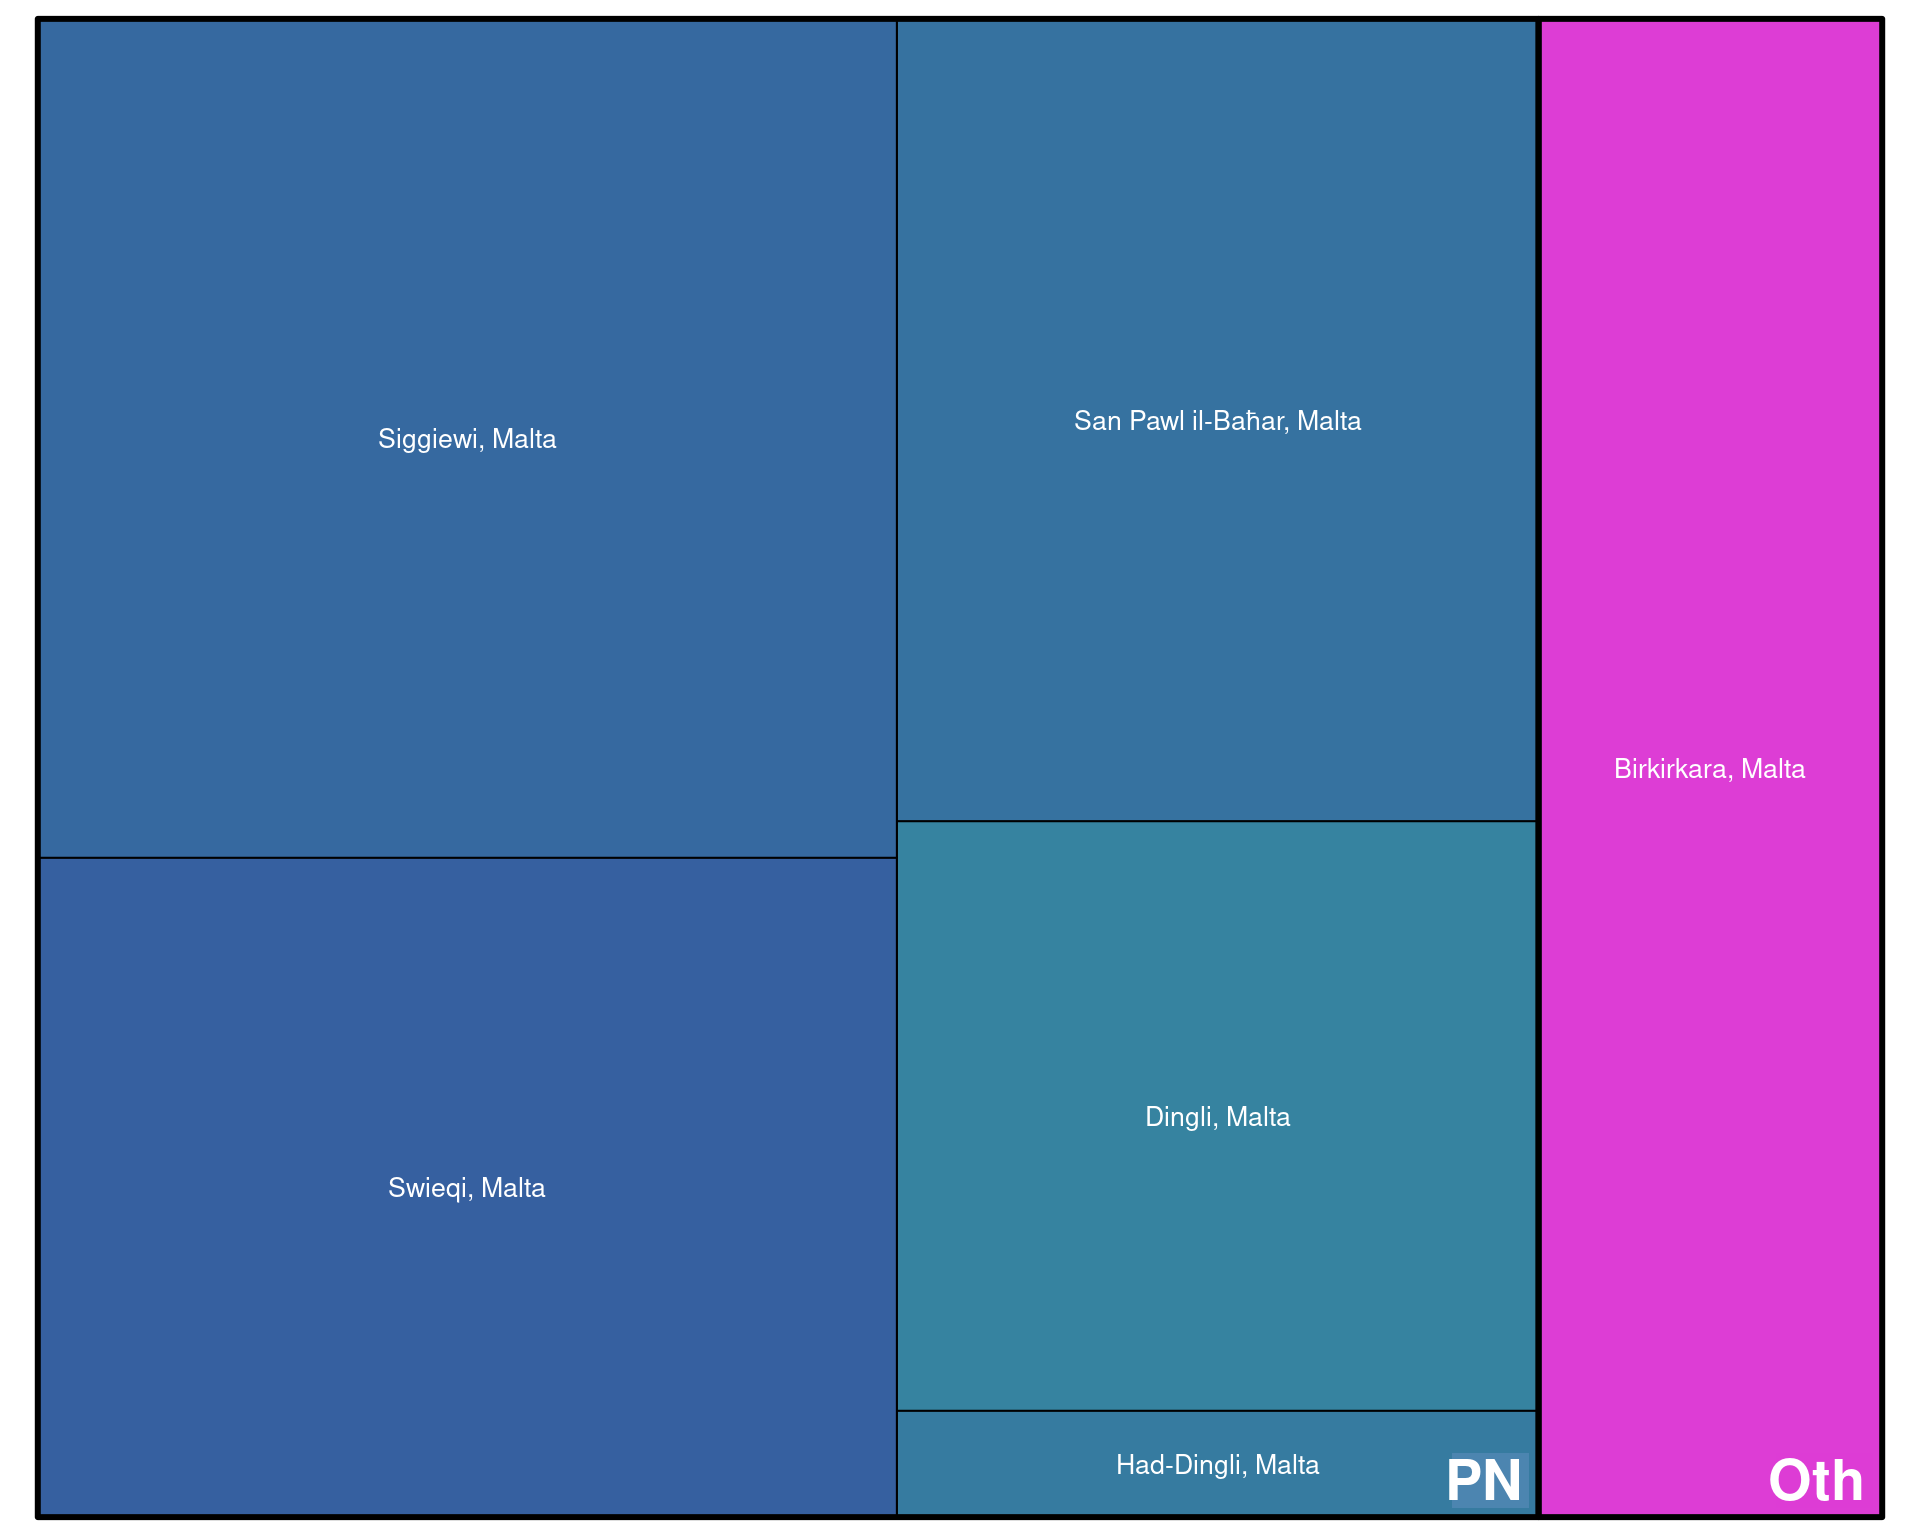 Siggiewi, Malta
San Pawl il-Baħar, Malta
Birkirkara, Malta
Swieqi, Malta
Dingli, Malta
Had-Dingli, Malta
PN
Oth